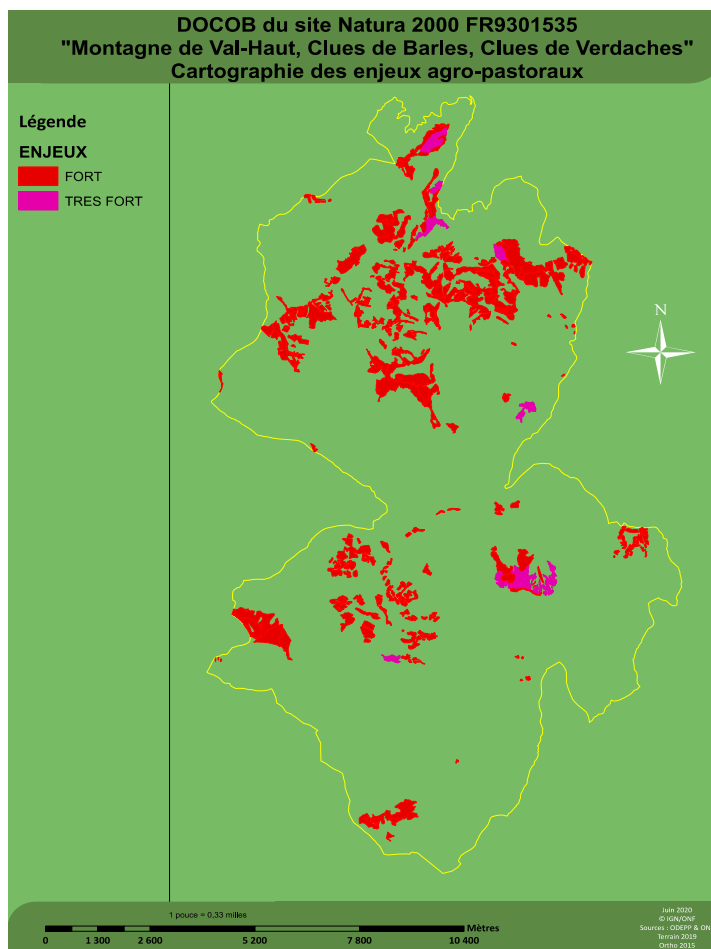 DOCOB du site Natura 2000 FR9301535
"Montagne de Val-Haut, Clues de Barles, Clues de Verdaches"
Cartographie des enjeux agro-pastoraux
Légende
ENJEUX
FORT
TRES FORT
N
1 pouce = 0,33 milles
Mètres
0 1 300 2 600 5 200 7 800 10 400
Juin 2020
© IGN/ONF
Sources : ODEPP & ON
Terrain 2019
Ortho 2015